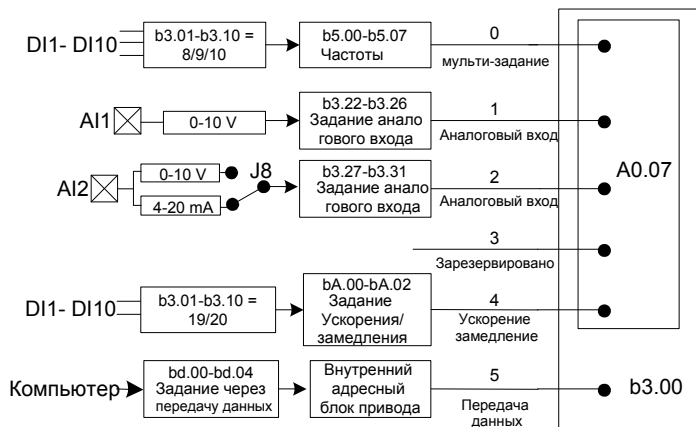 DI1- DI10
b3.01-b3.10 =
8/9/10
b5.00-b5.07
Частоты
0
мульти-задание
AI1
0-10 V
b3.22-b3.26
Задание анало
гового входа
1
Аналоговый вход
A0.07
AI2
0-10 V
4-20 mA
J8
b3.27-b3.31
Задание анало
гового входа
2
Аналоговый вход
3
Зарезервировано
DI1- DI10
b3.01-b3.10 =
19/20
bA.00-bA.02
Задание
Ускорения/
замедления
4
Ускорение
замедление
Компьютер
bd.00-bd.04
Задание через
передачу данных
Внутренний
адресный
блок привода
5
Передача
данных
b3.00